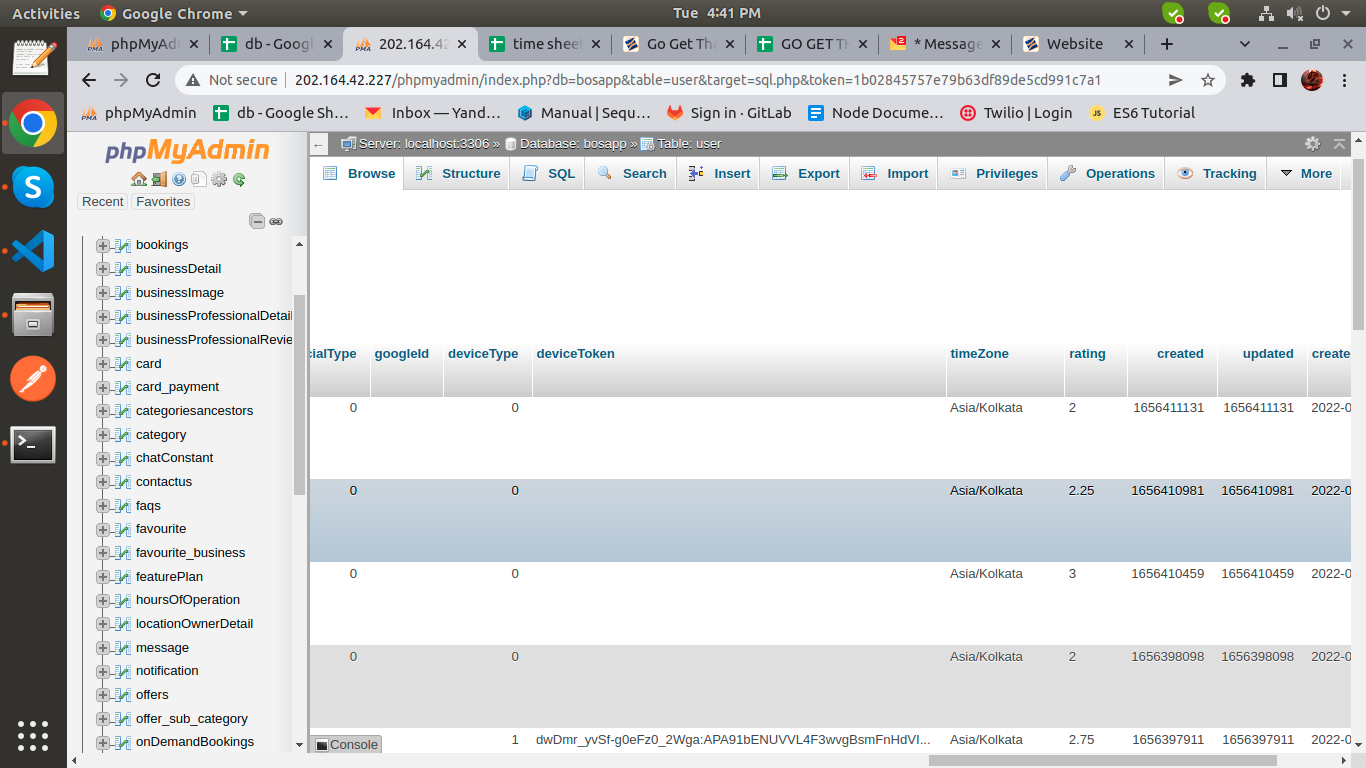 Activities Google Chrome Tue 4:41 PM
phpMyAdm db - Googl 202.164.42 time sheet Go Get Tha GO GET TH * Message Website
Not secure 202.164.42.227/phpmyadmin/index.php?db=bosapp&table=user&target=sql.php&token=1b02845757e79b63df89de5cd991c7a1
phpMyAdmin db - Google Sh… Inbox — Yand… Manual | Sequ… Sign in · GitLab Node Docume… Twilio | Login ES6 Tutorial
phpMyAdmin
Recent Favorites
bookings
businessDetail
businessImage
businessProfessionalDetail
businessProfessionalRevie
card
card_payment
categoriesancestors
category
chatConstant
contactus
faqs
favourite
favourite_business
featurePlan
hoursOfOperation
locationOwnerDetail
message
notification
offers
offer_sub_category
onDemandBookings
Server: localhost:3306 » Database: bosapp » Table: user
Browse Structure SQL Search Insert Export Import Privileges Operations Tracking More
cialType googleId deviceType deviceToken timeZone rating created updated create
0 0 Asia/Kolkata 2 1656411131 1656411131 2022-0
0 0 Asia/Kolkata 2.25 1656410981 1656410981 2022-0
0 0 Asia/Kolkata 3 1656410459 1656410459 2022-0
0 0 Asia/Kolkata 2 1656398098 1656398098 2022-0
1 dwDmr_yvSf-g0eFz0_2Wga:APA91bENUVVL4F3wvgBsmFnHdVI... Asia/Kolkata 2.75 1656397911 1656397911 2022-0
Console